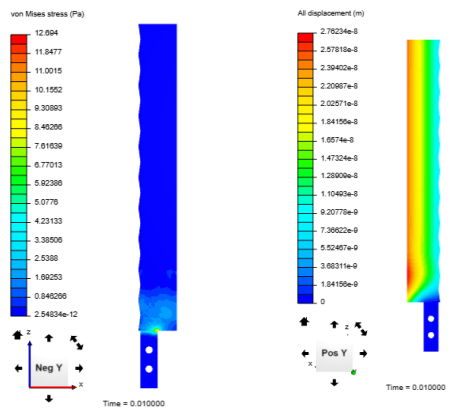 von Mises stress (Pa)
12.694
11.8477
11.0015
10.1552
9.30893
8.46266
7.61639
6.77013
5.92386
5.0776
4.23133
3.38506
2.5388
1.69253
0.846266
2.54834e-12
z
Neg Y
x
Time = 0.010000
All displacement (m)
2.76234e-8
2.57818e-8
2.39402e-8
2.20987e-8
2.02571e-8
1.84156e-8
1.6574e-8
1.47324e-8
1.28909e-8
1.10493e-8
9.20778e-9
7.36622e-9
5.52467e-9
3.68311e-9
1.84156e-9
0
z
x
Pos Y
Time = 0.010000